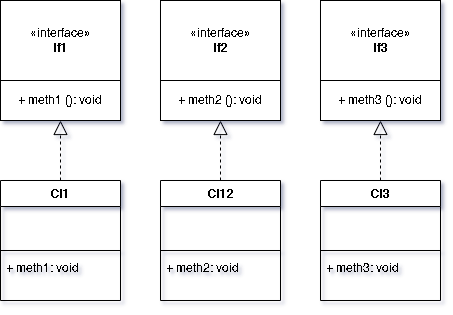 «interface» «interface» «interface»
If1 If2 If3
+ meth1 (): void + meth2 (): void + meth3 (): void
Cl1 Cl12 Cl3
+ meth1: void + meth2: void + meth3: void